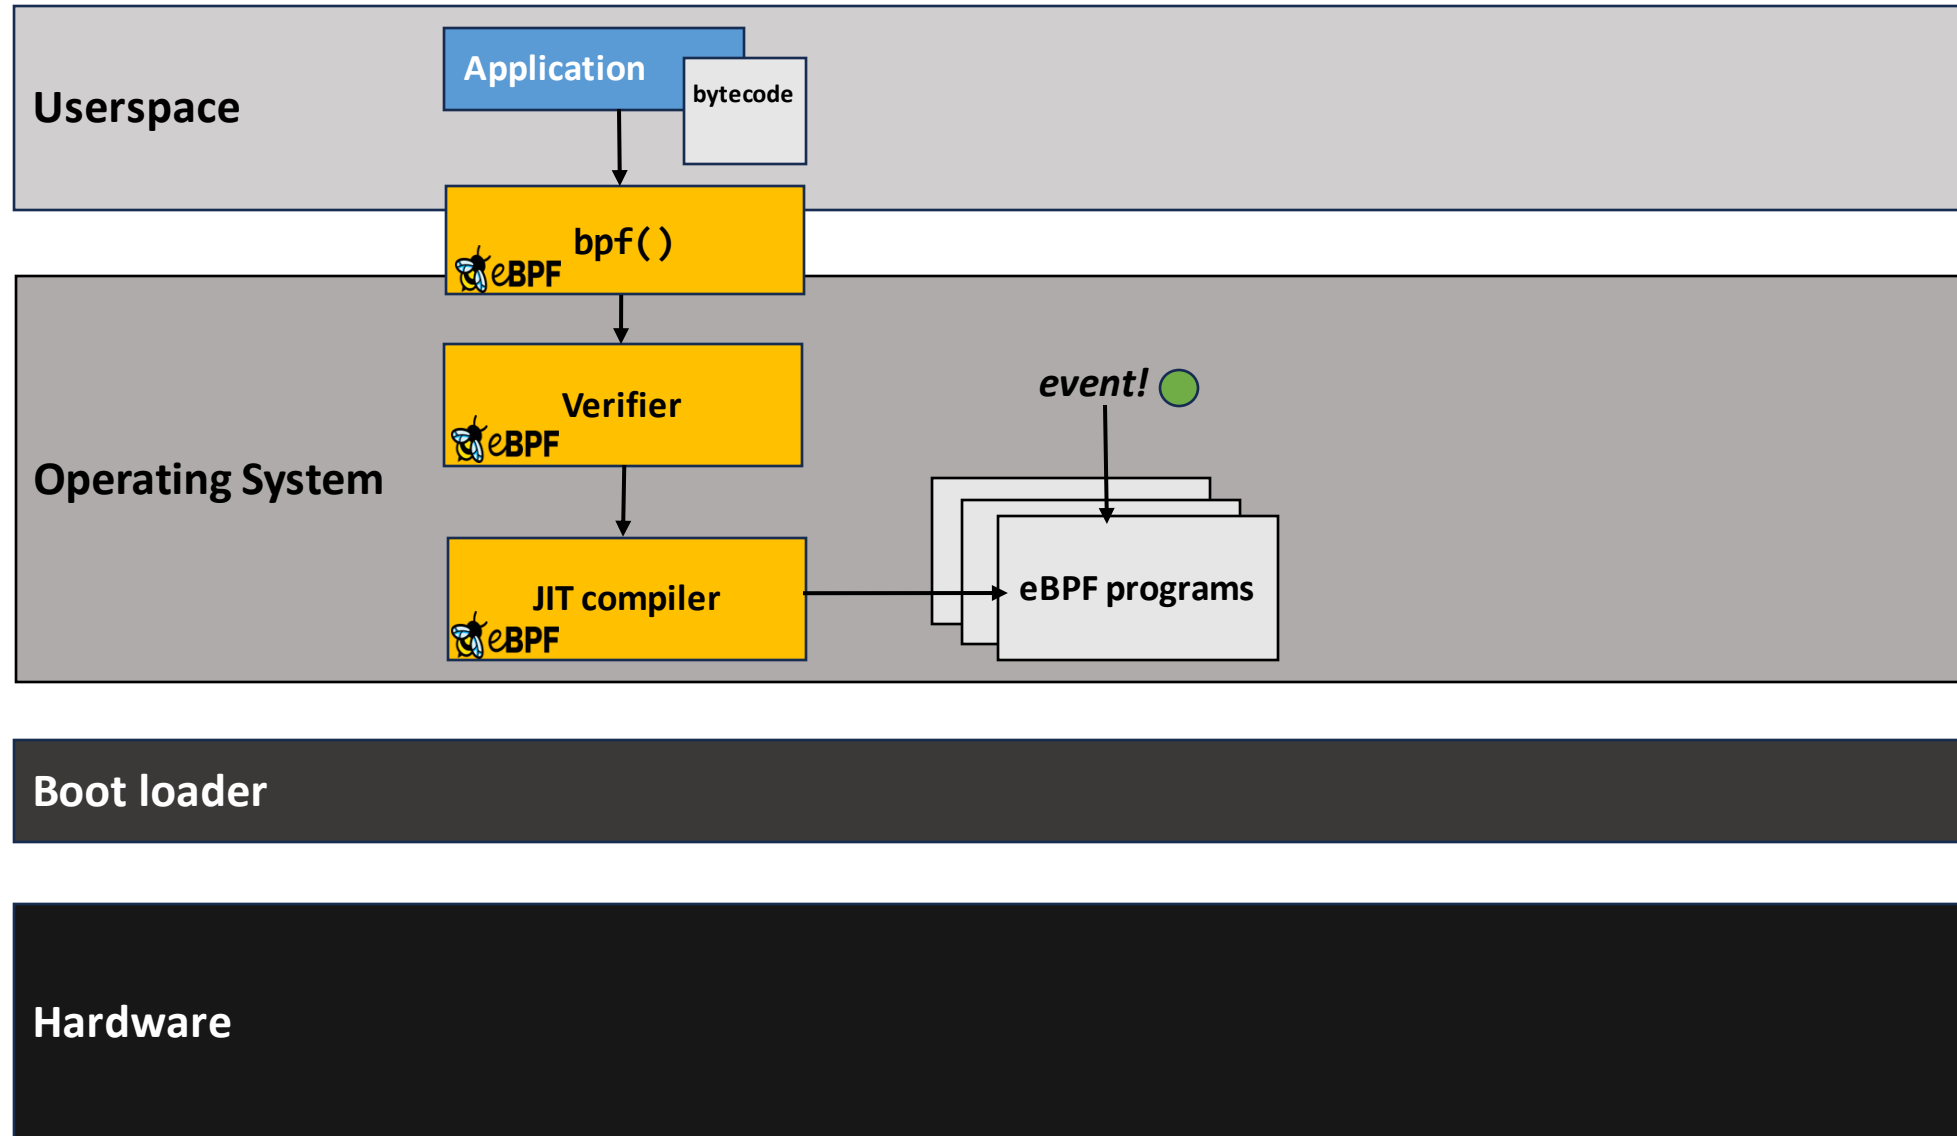 Application
bytecode
Userspace
bpf()
eBPF
event!
Verifier
eBPF
Operating System
eBPF programs
JIT compiler
eBPF
Boot loader
Hardware